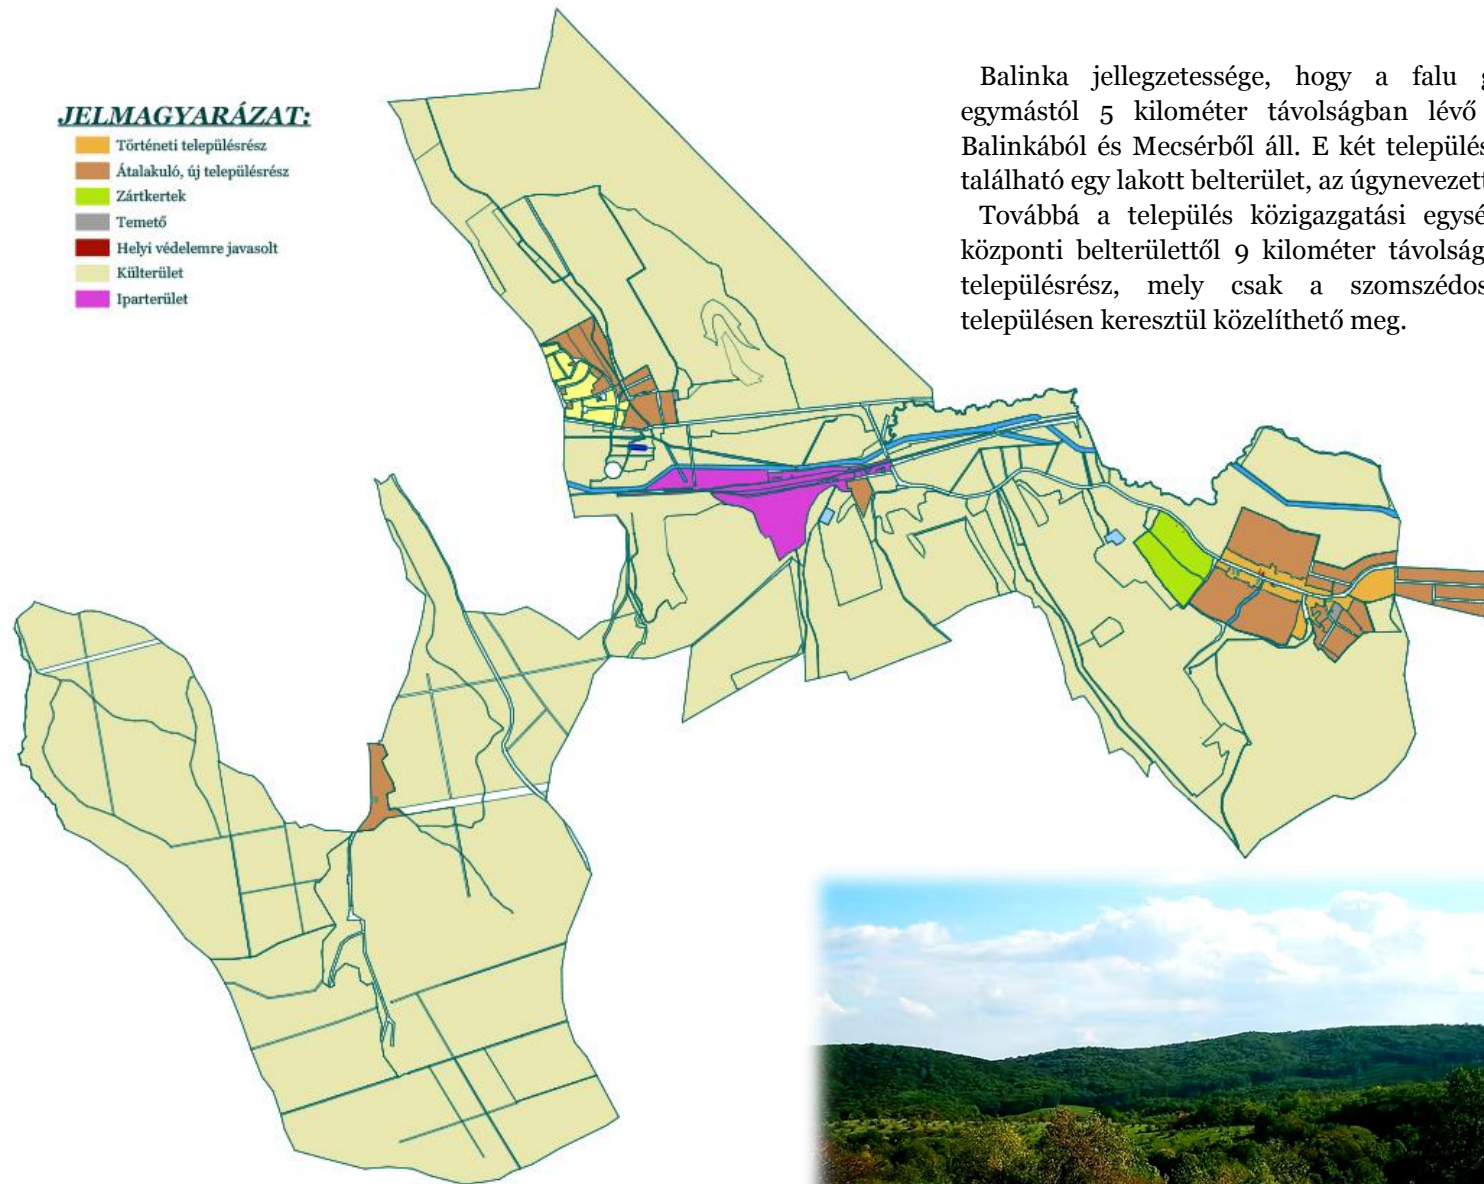 JELMAGYARÁZAT:
Történeti településrész
Átalakuló, új településrész
Zártkertek
Temető
Helyi védelemre javasolt
Külterület
Iparterület
Balinka jellegzetessége, hogy a falu
egymástól 5 kilométer távolságban lévő
Balinkából és Mecsérből áll. E két település
található egy lakott belterület, az úgynevezett
Továbbá a település közigazgatási egysé
központi belterülettől 9 kilométer távolság
településrész, mely csak a szomszédos
településen keresztül közelíthető meg.